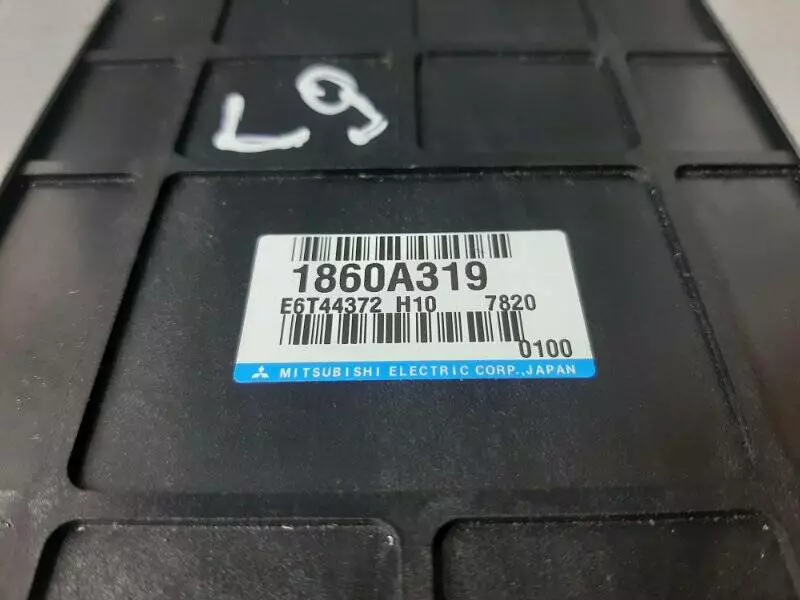 L9
1860A319
E6T44372 H10 7820
0100
MITSUBISHI ELECTRIC CORP.,JAPAN